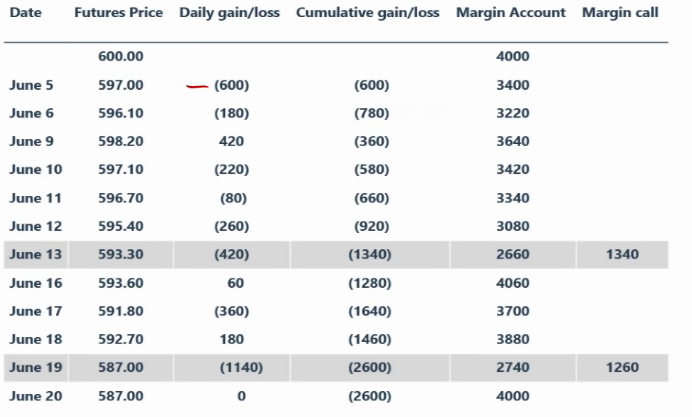 Date Futures Price Daily gain/loss Cumulative gain/loss Margin Account Margin call
600.00 4000
June 5 597.00 (600) (600) 3400
June 6 596.10 (180) (780) 3220
June 9 598.20 420 (360) 3640
June 10 597.10 (220) (580) 3420
June 11 596.70 (80) (660) 3340
June 12 595.40 (260) (920) 3080
June 13 593.30 (420) (1340) 2660 1340
June 16 593.60 60 (1280) 4060
June 17 591.80 (360) (1640) 3700
June 18 592.70 180 (1460) 3880
June 19 587.00 (1140) (2600) 2740 1260
June 20 587.00 0 (2600) 4000